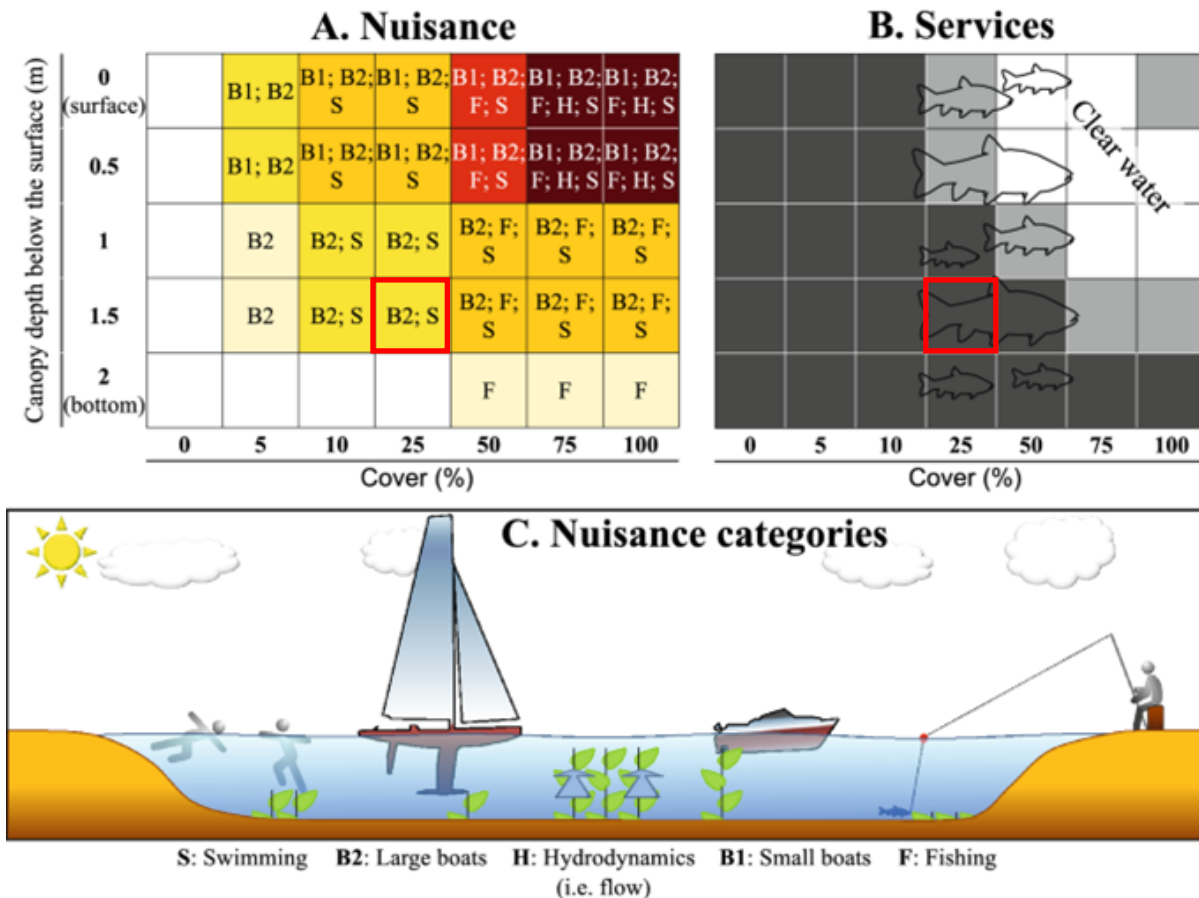 A. Nuisance
B. Services
Canopy depth below the surface (m)
0
(surface)
B1; B2
B1; B2;
S
B1; B2;
S
B1; B2;
F; S
B1; B2;
F; H; S
B1; B2;
F; H; S
0.5
B1; B2
B1; B2;
S
B1; B2;
S
B1; B2;
F; S
B1; B2;
F; H; S
B1; B2;
F; H; S
1
B2
B2; S
B2; S
B2; F;
S
B2; F;
S
B2; F;
S
1.5
B2
B2; S
B2; S
B2; F;
S
B2; F;
S
B2; F;
S
2
(bottom)
F
F
F
0 5 10 25 50 75 100
Cover (%)
Clear water
0 5 10 25 50 75 100
Cover (%)
C. Nuisance categories
S: Swimming B2: Large boats H: Hydrodynamics B1: Small boats F: Fishing
(i.e. flow)